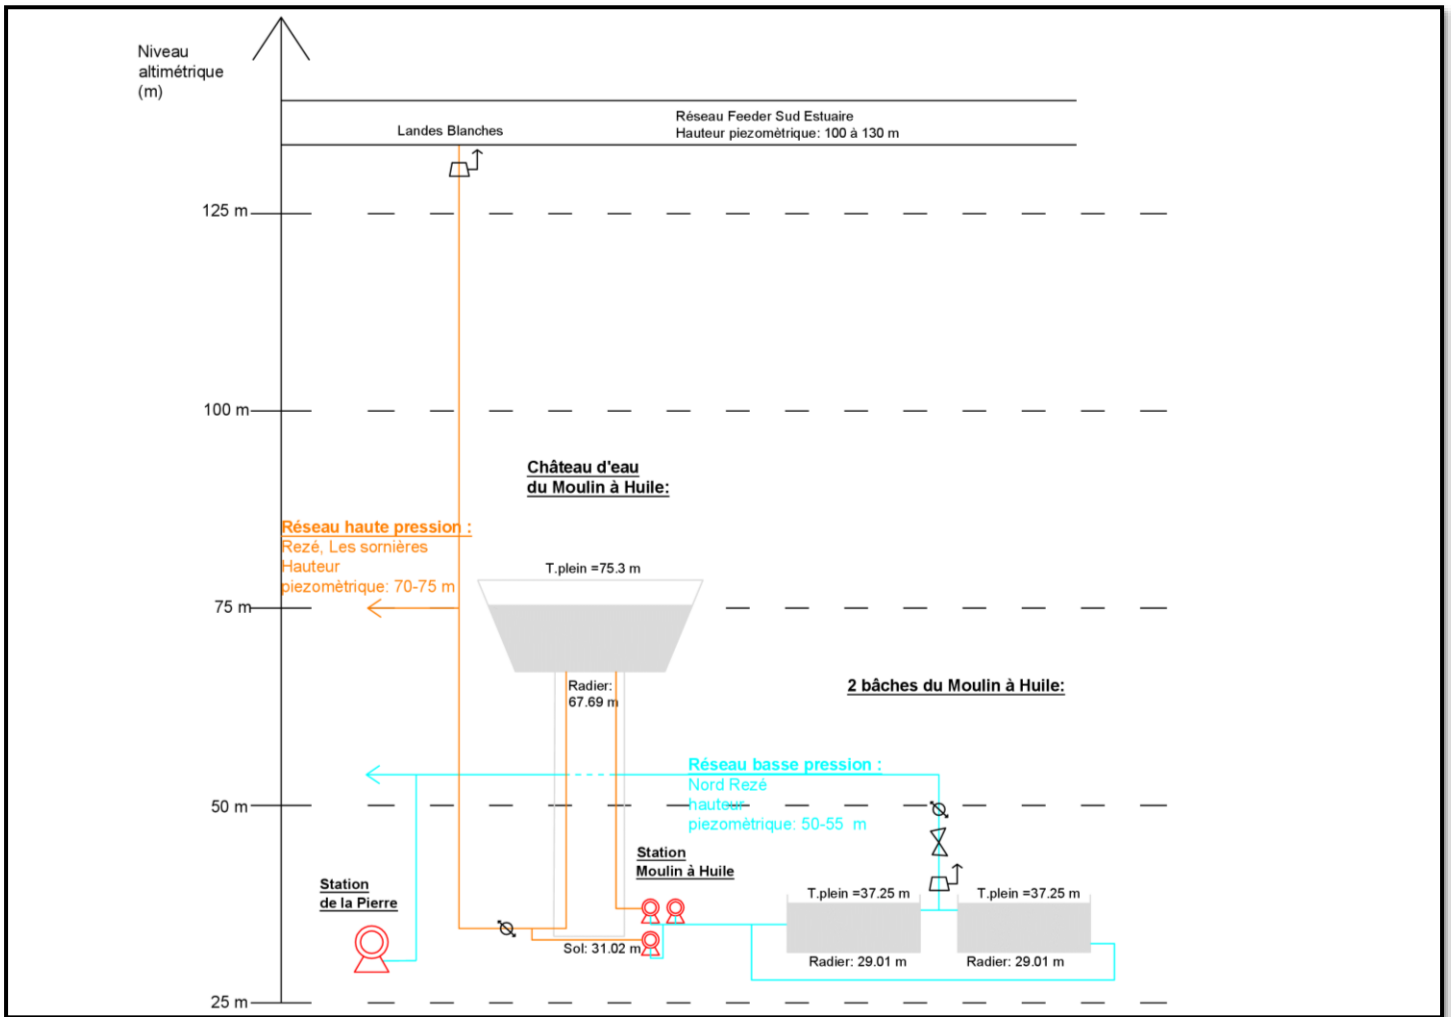 Niveau
altimétrique
(m)
Réseau Feeder Sud Estuaire
Hauteur piezomètrique: 100 à 130 m
Landes Blanches
125 m
100 m
Château d'eau
du Moulin à Huile:
Réseau haute pression :
Rezé, Les sornières
Hauteur
piezomètrique: 70-75 m
T.plein =75.3 m
75 m
Radier:
67.69 m
2 bâches du Moulin à Huile:
Réseau basse pression :
Nord Rezé
hauteur
piezomètrique: 50-55 m
50 m
Station
Moulin à Huile
Station
de la Pierre
T.plein =37.25 m
T.plein =37.25 m
Sol: 31.02 m
Radier: 29.01 m
Radier: 29.01 m
25 m